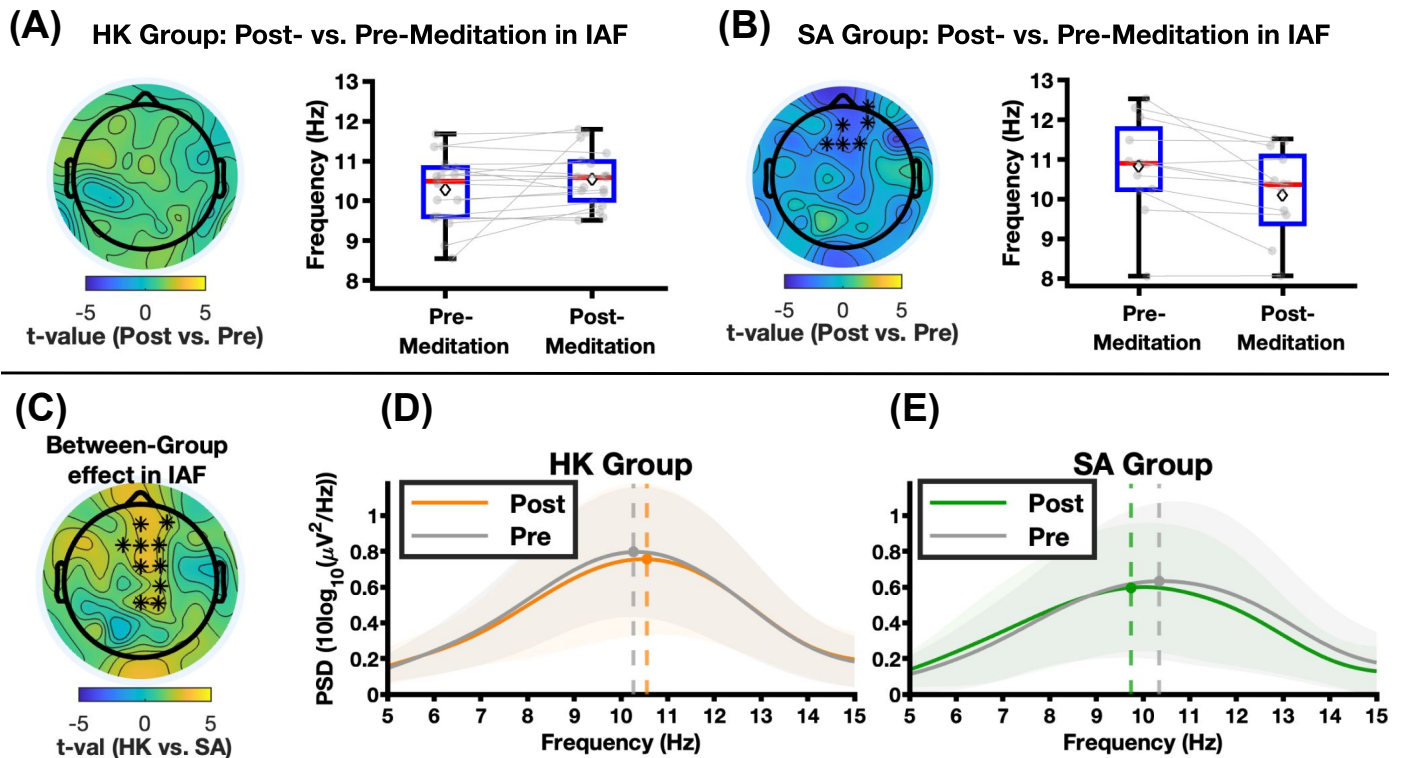 (A) HK Group: Post- vs. Pre-Meditation in IAF
-5 0 5
t-value (Post vs. Pre)
Frequency (Hz)
13
12
11
10
9
8
Pre-
Meditation
Post-
Meditation
(B) SA Group: Post- vs. Pre-Meditation in IAF
-5 0 5
t-value (Post vs. Pre)
Frequency (Hz)
13
12
11
10
9
8
Pre-
Meditation
Post-
Meditation
(C)
Between-Group
effect in IAF
-5 0 5
t-val (HK vs. SA)
(D)
HK Group
Post
Pre
PSD (10log₁₀(μV²/Hz))
1
0.8
0.6
0.4
0.2
0
5 6 7 8 9 10 11 12 13 14 15
Frequency (Hz)
(E)
SA Group
Post
Pre
1
0.8
0.6
0.4
0.2
0
5 6 7 8 9 10 11 12 13 14 15
Frequency (Hz)